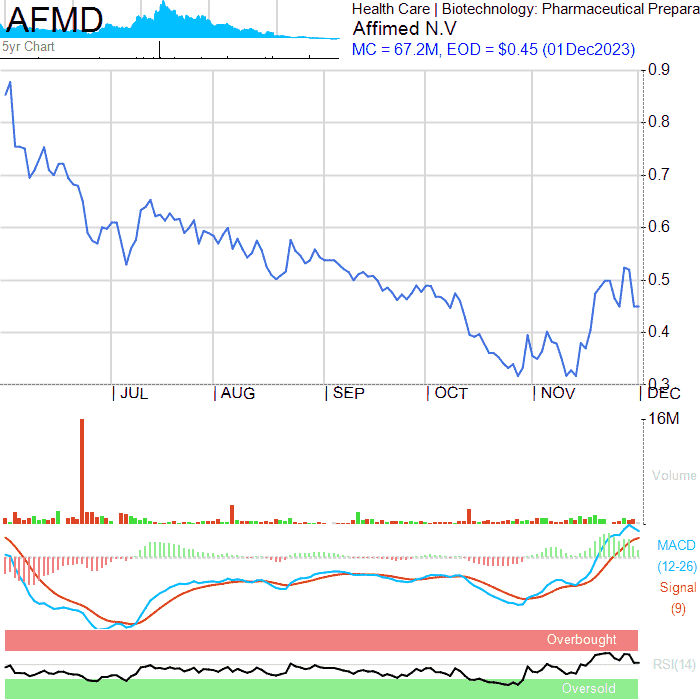 AFMD
5yr Chart
Health Care | Biotechnology: Pharmaceutical Prepara
Affimed N.V
MC = 67.2M, EOD = $0.45 (01Dec2023)
0.9
0.8
0.7
0.6
0.5
0.4
0.3
JUL AUG SEP OCT NOV DEC
16M
Volume
MACD
(12-26)
Signal
(9)
Overbought
RSI(14)
Oversold